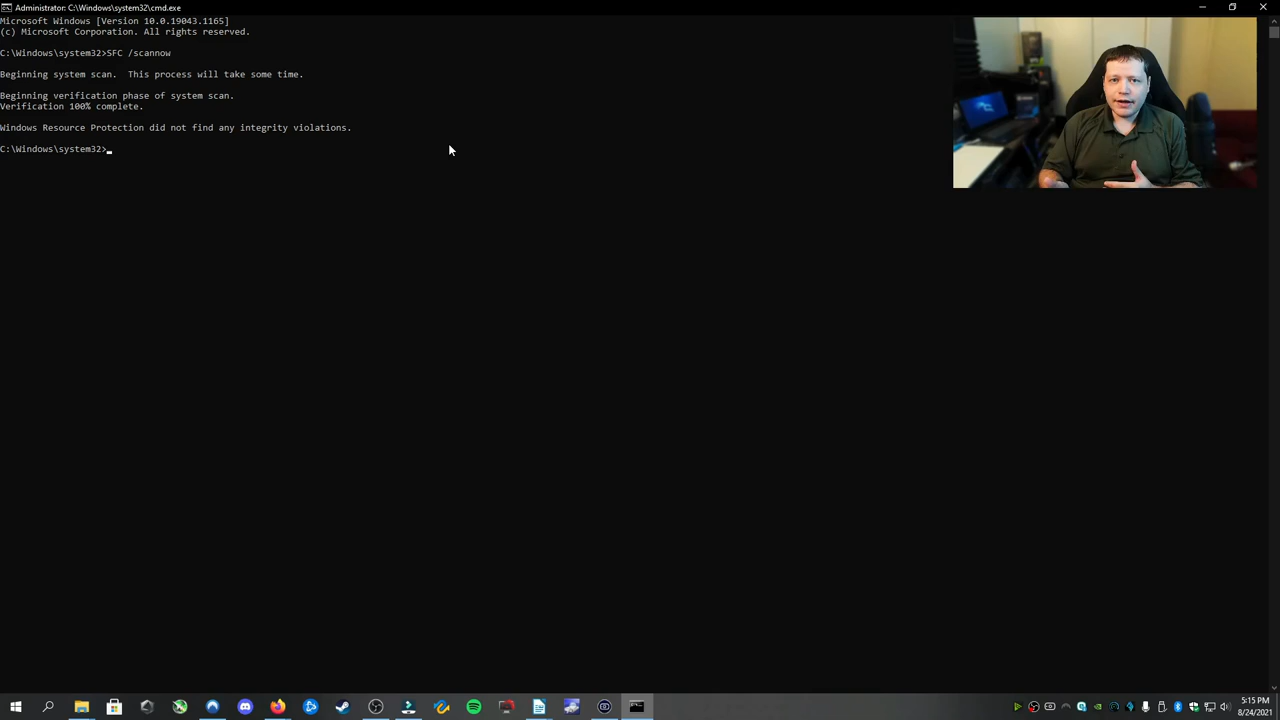 Administrator: C:\Windows\system32\cmd.exe
Microsoft Windows [Version 10.0.19043.1165]
(c) Microsoft Corporation. All rights reserved.
C:\Windows\system32>SFC /scannow
Beginning system scan.  This process will take some time.
Beginning verification phase of system scan.
Verification 100% complete.
Windows Resource Protection did not find any integrity violations.
C:\Windows\system32>
5:15 PM
8/24/2021